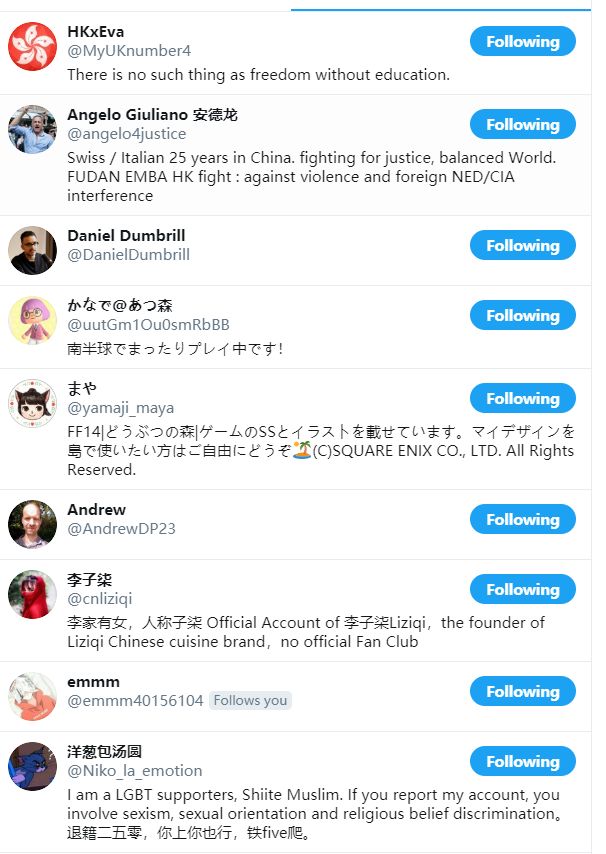 HKxEva
@MyUKnumber4
Following
There is no such thing as freedom without education.
Angelo Giuliano 安德龙
@angelo4justice
Following
Swiss / Italian 25 years in China. fighting for justice, balanced World.
FUDAN EMBA HK fight : against violence and foreign NED/CIA
interference
Daniel Dumbrill
@DanielDumbrill
Following
かなで@あつ森
@uutGm1Ou0smRbBB
Following
南半球でまったりプレイ中です!
まや
@yamaji_maya
Following
FF14|どうぶつの森|ゲームのSSとイラストを載せています。マイデザインを
島で使いたい方はご自由にどうぞ🏝(C)SQUARE ENIX CO., LTD. All Rights
Reserved.
Andrew
@AndrewDP23
Following
李子柒
@cnliziqi
Following
李家有女，人称子柒 Official Account of 李子柒Liziqi，the founder of
Liziqi Chinese cuisine brand，no official Fan Club
emmm
@emmm40156104 Follows you
Following
洋葱包汤圆
@Niko_la_emotion
Following
I am a LGBT supporters, Shiite Muslim. If you report my account, you
involve sexism, sexual orientation and religious belief discrimination。
退籍二五零，你上你也行，铁five爬。